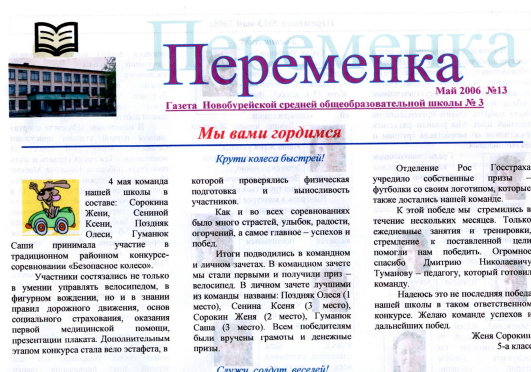 Переменка
Май 2006 №13
Газета Новобурейской средней общеобразовательной школы № 3
Мы вами гордимся
Крути колеса быстрей!
4 мая команда
нашей школы в
составе: Сорокина
Жени, Сениной
Ксени, Поздняк
Олеси, Гуманюк
Саши принимала участие в
традиционном районном конкурсе-
соревновании «Безопасное колесо».
Участники состязались не только
в умении управлять велосипедом, в
фигурном вождении, но и в знании
правил дорожного движения, основ
социального страхования, оказания
первой медицинской помощи,
презентации плаката. Дополнительным
этапом конкурса стала вело эстафета, в
которой проверялись физическая
подготовка и выносливость
участников.
Как и во всех соревнованиях
было много страстей, улыбок, радости,
огорчений, а самое главное – успехов и
побед.
Итоги подводились в командном
и личном зачетах. В командном зачете
мы стали первыми и получили приз –
велосипед. В личном зачете лучшими
из команды названы: Поздняк Олеся (1
место), Сенина Ксеня (3 место),
Сорокин Женя (2 место), Гуманюк
Саша (3 место). Всем победителям
были вручены грамоты и денежные
призы.
Служи, солдат, веселей!
Отделение Рос Госстраха
учредило собственные призы –
футболки со своим логотипом, которые
также достались нашей команде.
К этой победе мы стремились в
течение нескольких месяцев. Только
ежедневные занятия и тренировки,
стремление к поставленной цели
помогли нам победить. Огромное
спасибо Дмитрию Николаевичу
Туманову – педагогу, который готовил
команду.
Надеюсь это не последняя победа
нашей школы в таком ответственном
конкурсе. Желаю команде успехов и
дальнейших побед.
Женя Сорокин
5-а класс